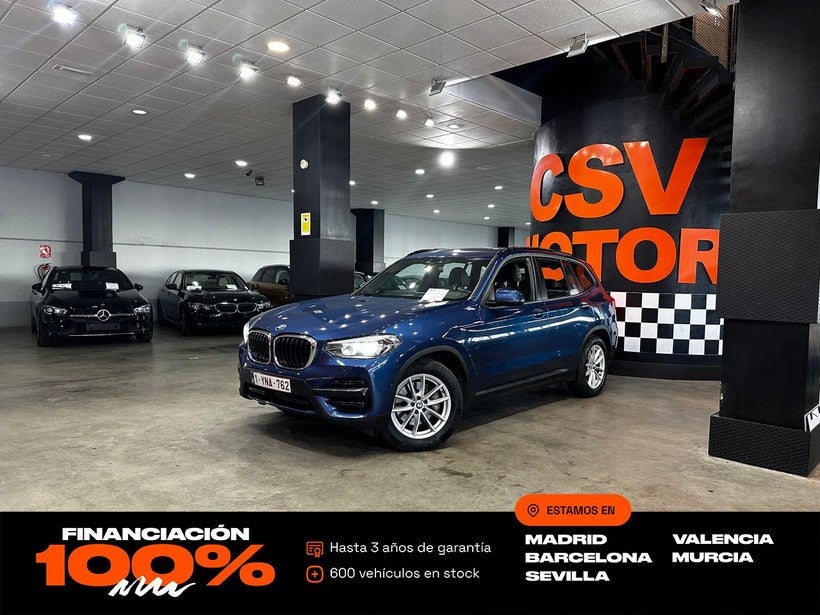 CSV
MOTOR
1-YNA-762
FINANCIACIÓN
100%
Hasta 3 años de garantía
600 vehículos en stock
ESTAMOS EN
MADRID
BARCELONA
SEVILLA
VALENCIA
MURCIA